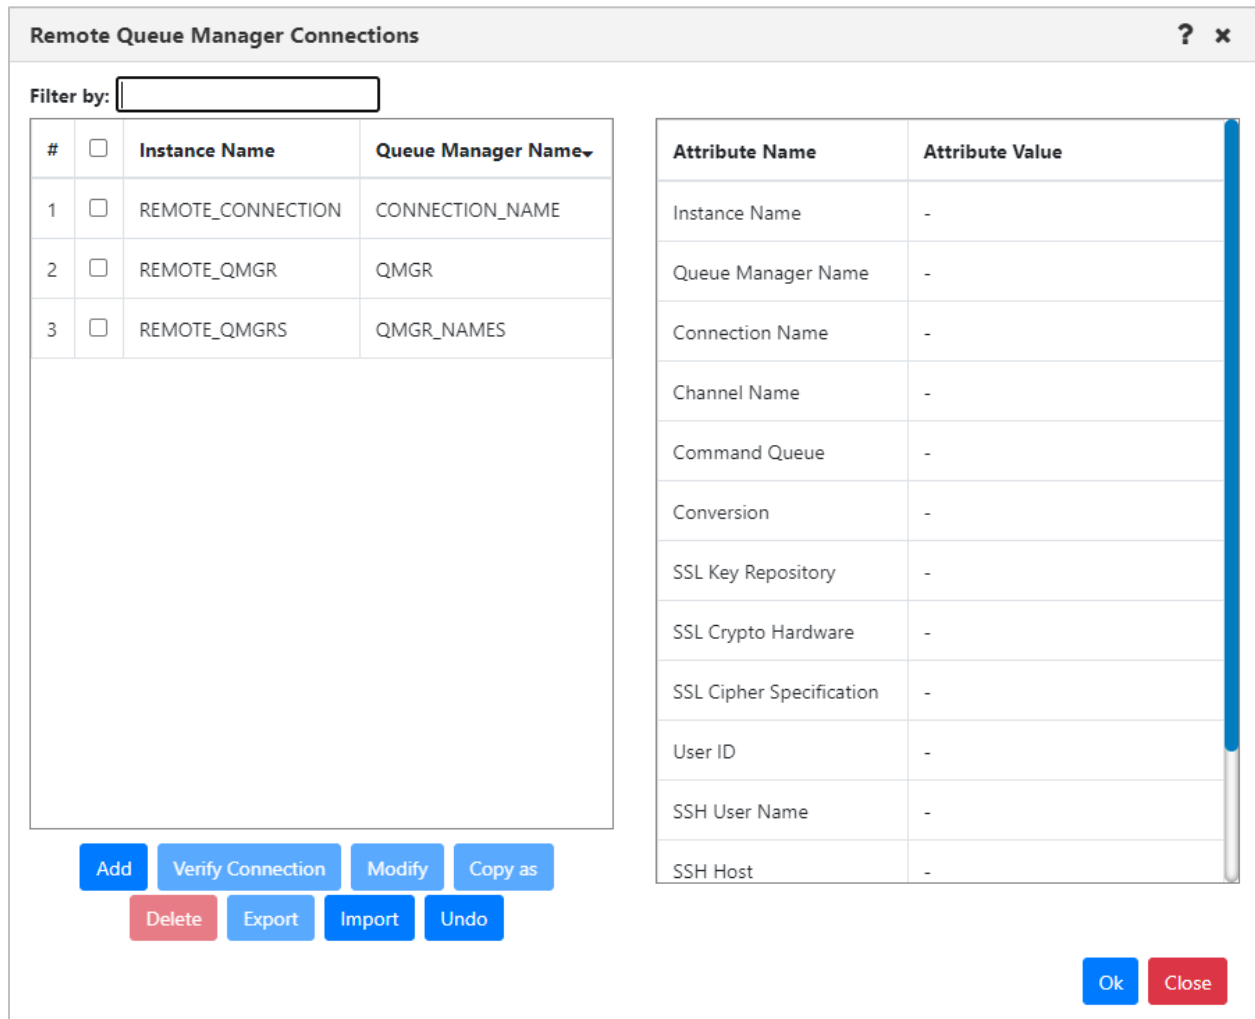 Remote Queue Manager Connections ? ×
Filter by:
# Instance Name Queue Manager Name
1 REMOTE_CONNECTION CONNECTION_NAME
2 REMOTE_QMGR QMGR
3 REMOTE_QMGRS QMGR_NAMES
Add Verify Connection Modify Copy as
Delete Export Import Undo
Attribute Name Attribute Value
Instance Name -
Queue Manager Name -
Connection Name -
Channel Name -
Command Queue -
Conversion -
SSL Key Repository -
SSL Crypto Hardware -
SSL Cipher Specification -
User ID -
SSH User Name -
SSH Host -
Ok Close